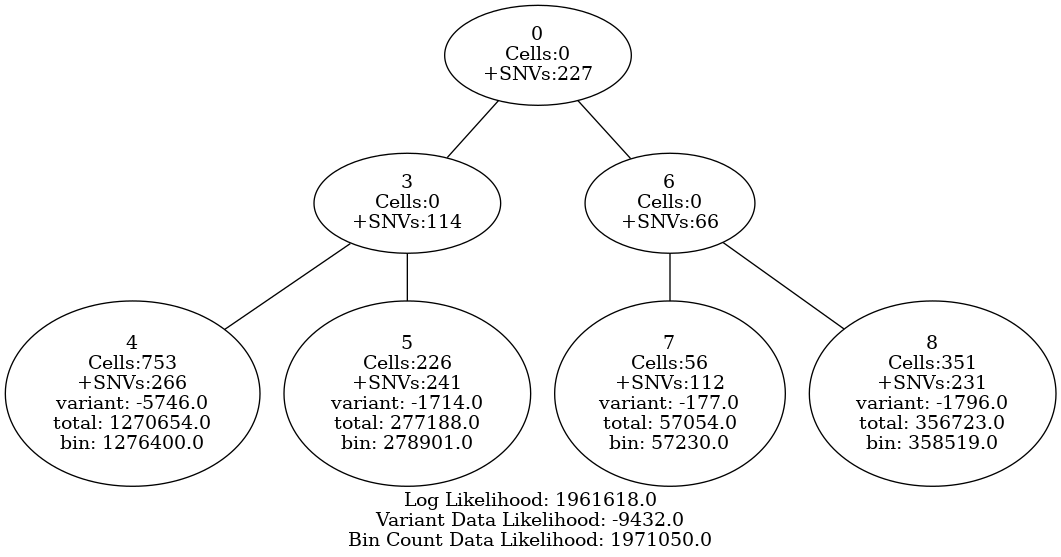 0
Cells:0
+SNVs:227
3
Cells:0
+SNVs:114
6
Cells:0
+SNVs:66
4
Cells:753
+SNVs:266
variant: -5746.0
total: 1270654.0
bin: 1276400.0
5
Cells:226
+SNVs:241
variant: -1714.0
total: 277188.0
bin: 278901.0
7
Cells:56
+SNVs:112
variant: -177.0
total: 57054.0
bin: 57230.0
8
Cells:351
+SNVs:231
variant: -1796.0
total: 356723.0
bin: 358519.0
Log Likelihood: 1961618.0
Variant Data Likelihood: -9432.0
Bin Count Data Likelihood: 1971050.0